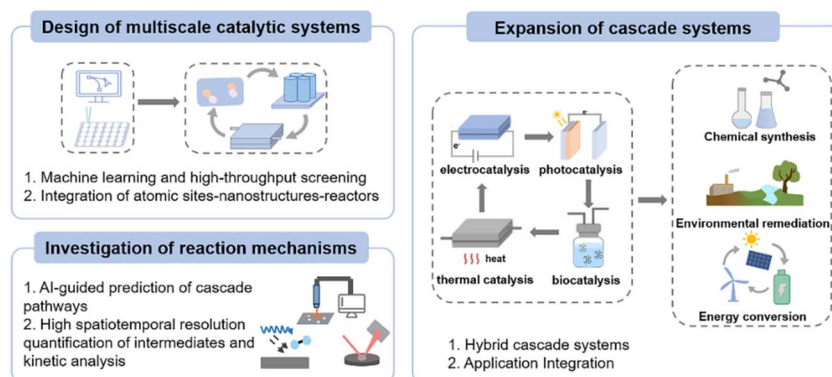 Design of multiscale catalytic systems
1. Machine learning and high-throughput screening
2. Integration of atomic sites-nanostructures-reactors
Investigation of reaction mechanisms
1. AI-guided prediction of cascade
pathways
2. High spatiotemporal resolution
quantification of intermediates and
kinetic analysis
Expansion of cascade systems
e⁻
e⁻
electrocatalysis
photocatalysis
heat
thermal catalysis
biocatalysis
1. Hybrid cascade systems
2. Application Integration
Chemical synthesis
Environmental remediation
Energy conversion